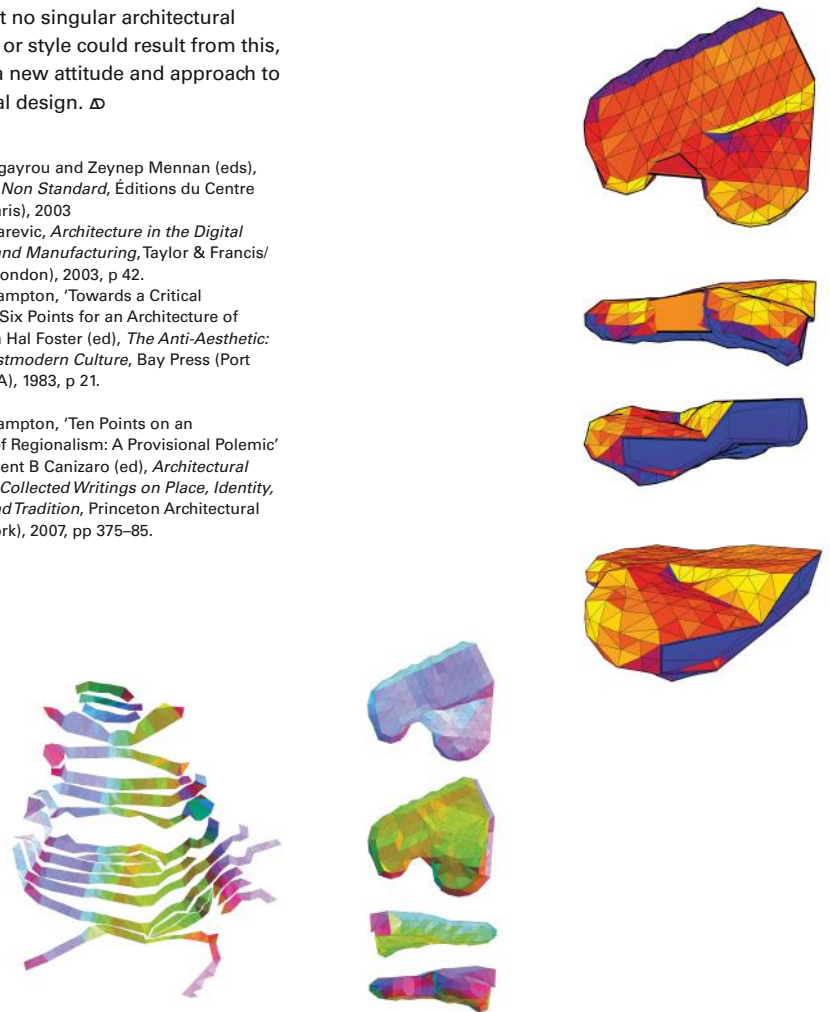 t no singular architectural
or style could result from this,
a new attitude and approach to
al design. 
gayrou and Zeynep Mennan (eds),
Non Standard, Éditions du Centre
aris), 2003
arevic, Architecture in the Digital
nd Manufacturing, Taylor & Francis/
ondon), 2003, p 42.
ampton, ‘Towards a Critical
Six Points for an Architecture of
n Hal Foster (ed), The Anti-Aesthetic:
stmodern Culture, Bay Press (Port
A), 1983, p 21.
ampton, ‘Ten Points on an
of Regionalism: A Provisional Polemic’
ent B Canizaro (ed), Architectural
Collected Writings on Place, Identity,
nd Tradition, Princeton Architectural
rk), 2007, pp 375–85.